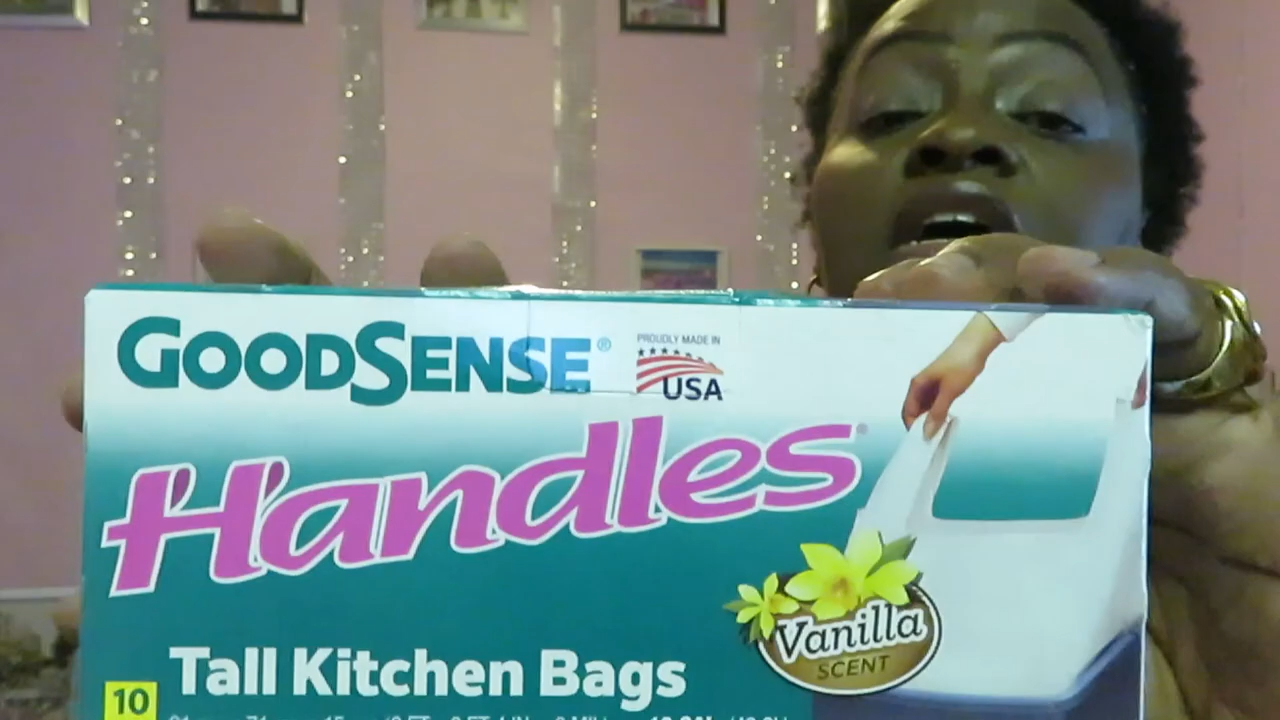 GOODSENSE®
PROUDLY MADE IN
USA
Handles®
Vanilla
SCENT
Tall Kitchen Bags
10